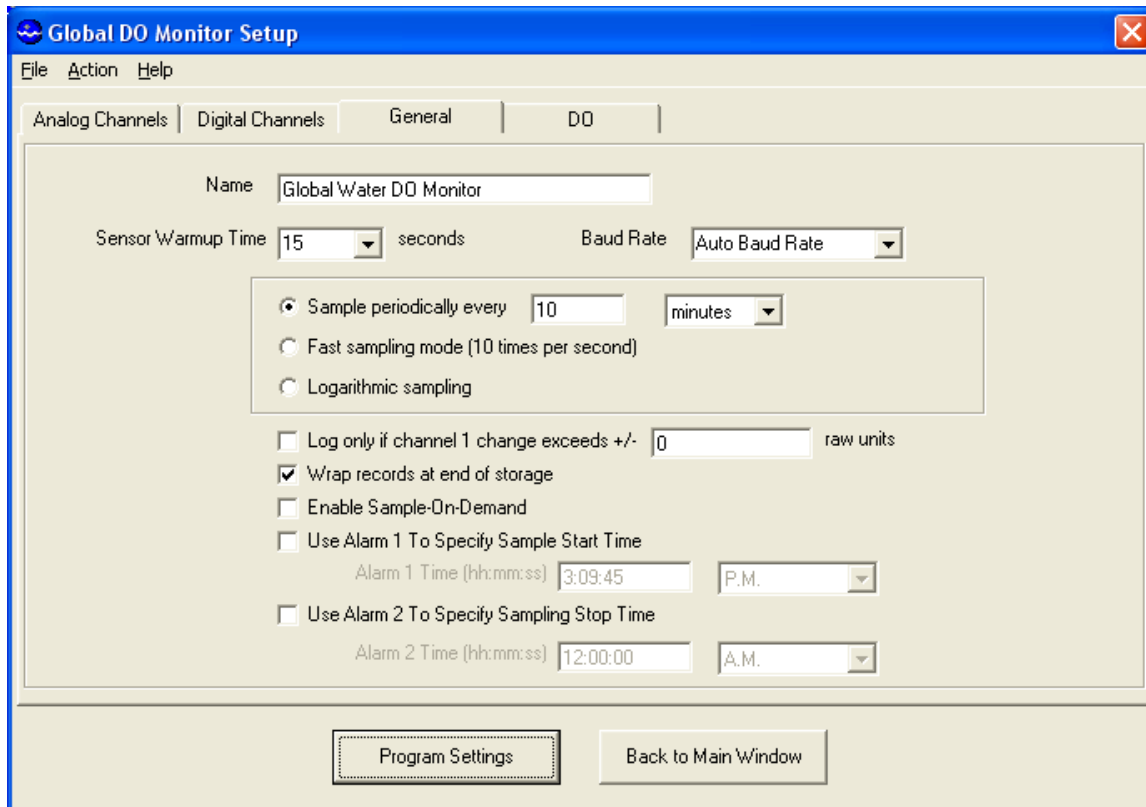 Global DO Monitor Setup
File Action Help
Analog Channels Digital Channels General DO
Name Global Water DO Monitor
Sensor Warmup Time 15 seconds Baud Rate Auto Baud Rate
Sample periodically every 10 minutes
Fast sampling mode (10 times per second)
Logarithmic sampling
Log only if channel 1 change exceeds +/- 0 raw units
Wrap records at end of storage
Enable Sample-On-Demand
Use Alarm 1 To Specify Sample Start Time
Alarm 1 Time (hh:mm:ss) 3:09:45 P.M.
Use Alarm 2 To Specify Sampling Stop Time
Alarm 2 Time (hh:mm:ss) 12:00:00 A.M.
Program Settings Back to Main Window